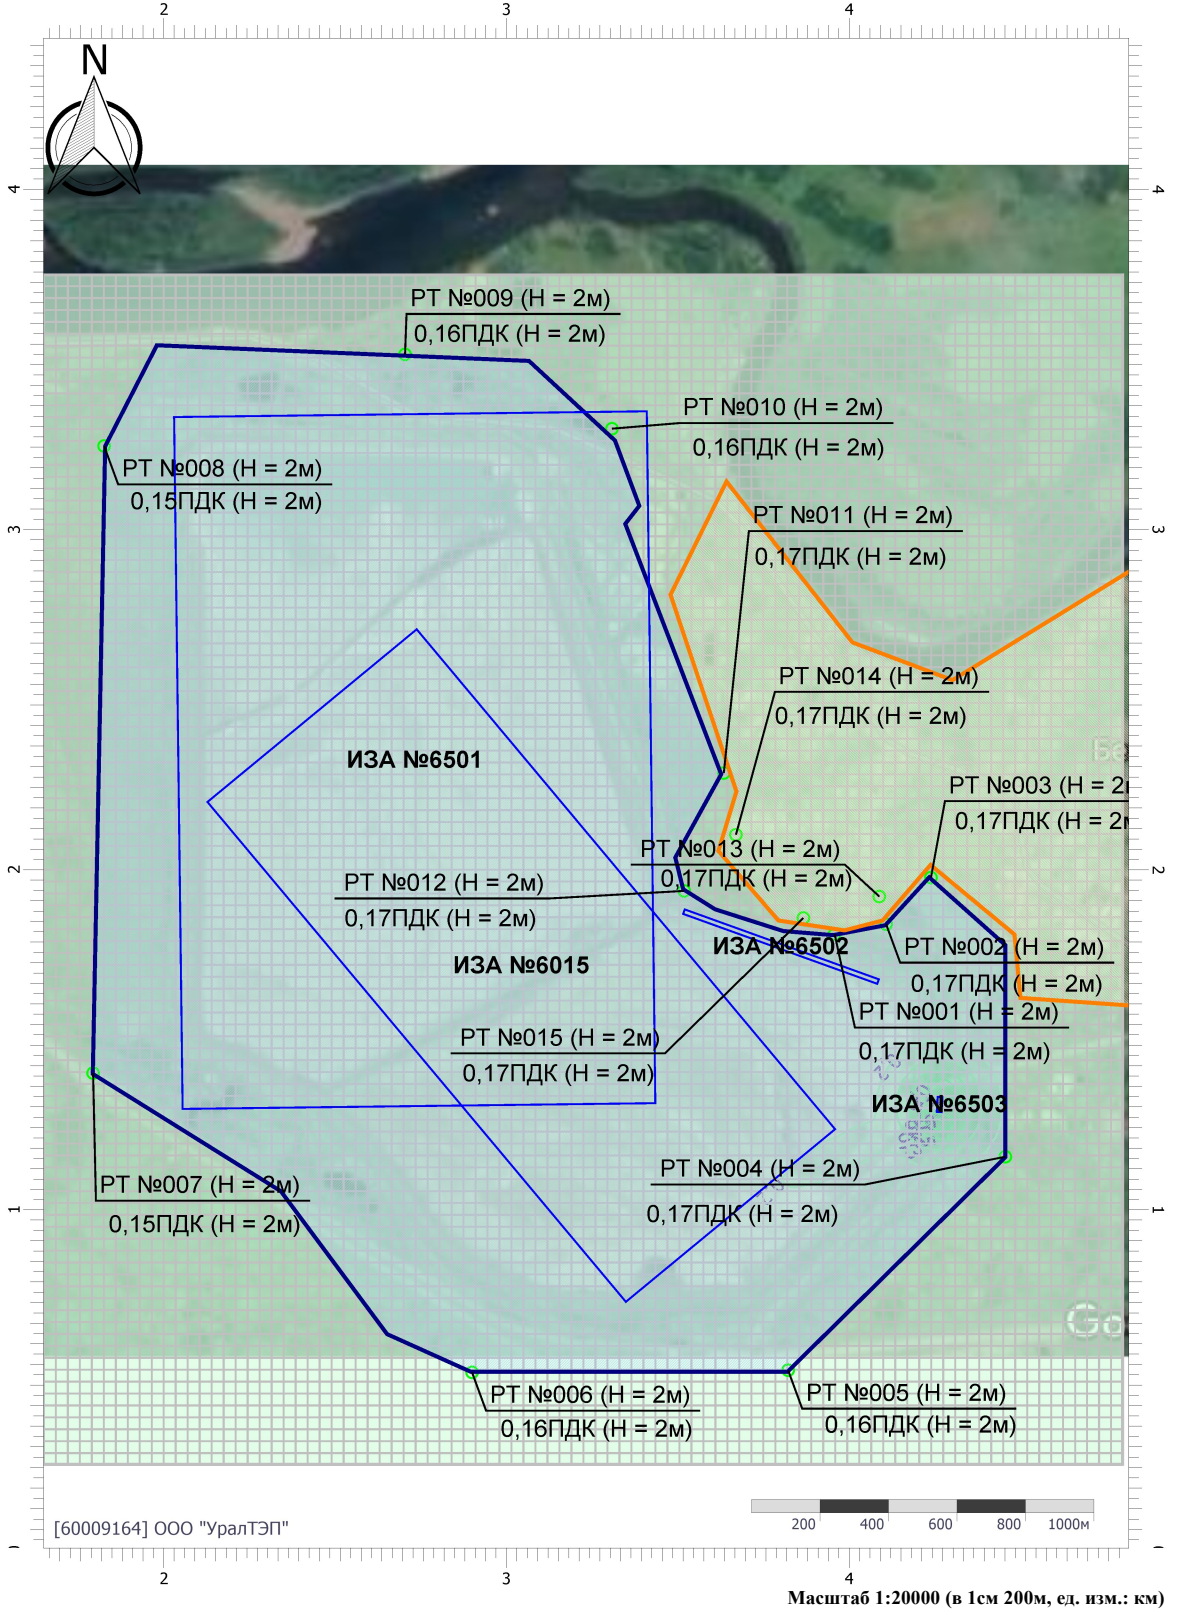 2 3 4
N
4 4
РТ №009 (Н = 2м)
0,16ПДК (Н = 2м)
РТ №010 (Н = 2м)
0,16ПДК (Н = 2м)
РТ №008 (Н = 2м)
0,15ПДК (Н = 2м)
РТ №011 (Н = 2м)
3 3
0,17ПДК (Н = 2м)
РТ №014 (Н = 2м)
0,17ПДК (Н = 2м)
Бе
ИЗА №6501
РТ №003 (Н = 2
0,17ПДК (Н = 2
РТ №013 (Н = 2м)
2 2
0,17ПДК (Н = 2м)
РТ №012 (Н = 2м)
0,17ПДК (Н = 2м)
ИЗА №6502
РТ №002 (Н = 2м)
ИЗА №6015
0,17ПДК (Н = 2м)
РТ №001 (Н = 2м)
РТ №015 (Н = 2м)
0,17ПДК (Н = 2м)
0,17ПДК (Н = 2м)
0,2
ИЗА №6503
РТ №004 (Н = 2м)
РТ №007 (Н = 2м)
0,2
1 1
0,17ПДК (Н = 2м)
0,15ПДК (Н = 2м)
Go
РТ №006 (Н = 2м)
РТ №005 (Н = 2м)
0,16ПДК (Н = 2м)
0,16ПДК (Н = 2м)
200 400 600 800 1000м
[60009164] ООО "УралТЭП"
2 3 4
Масштаб 1:20000 (в 1см 200м, ед. изм.: км)